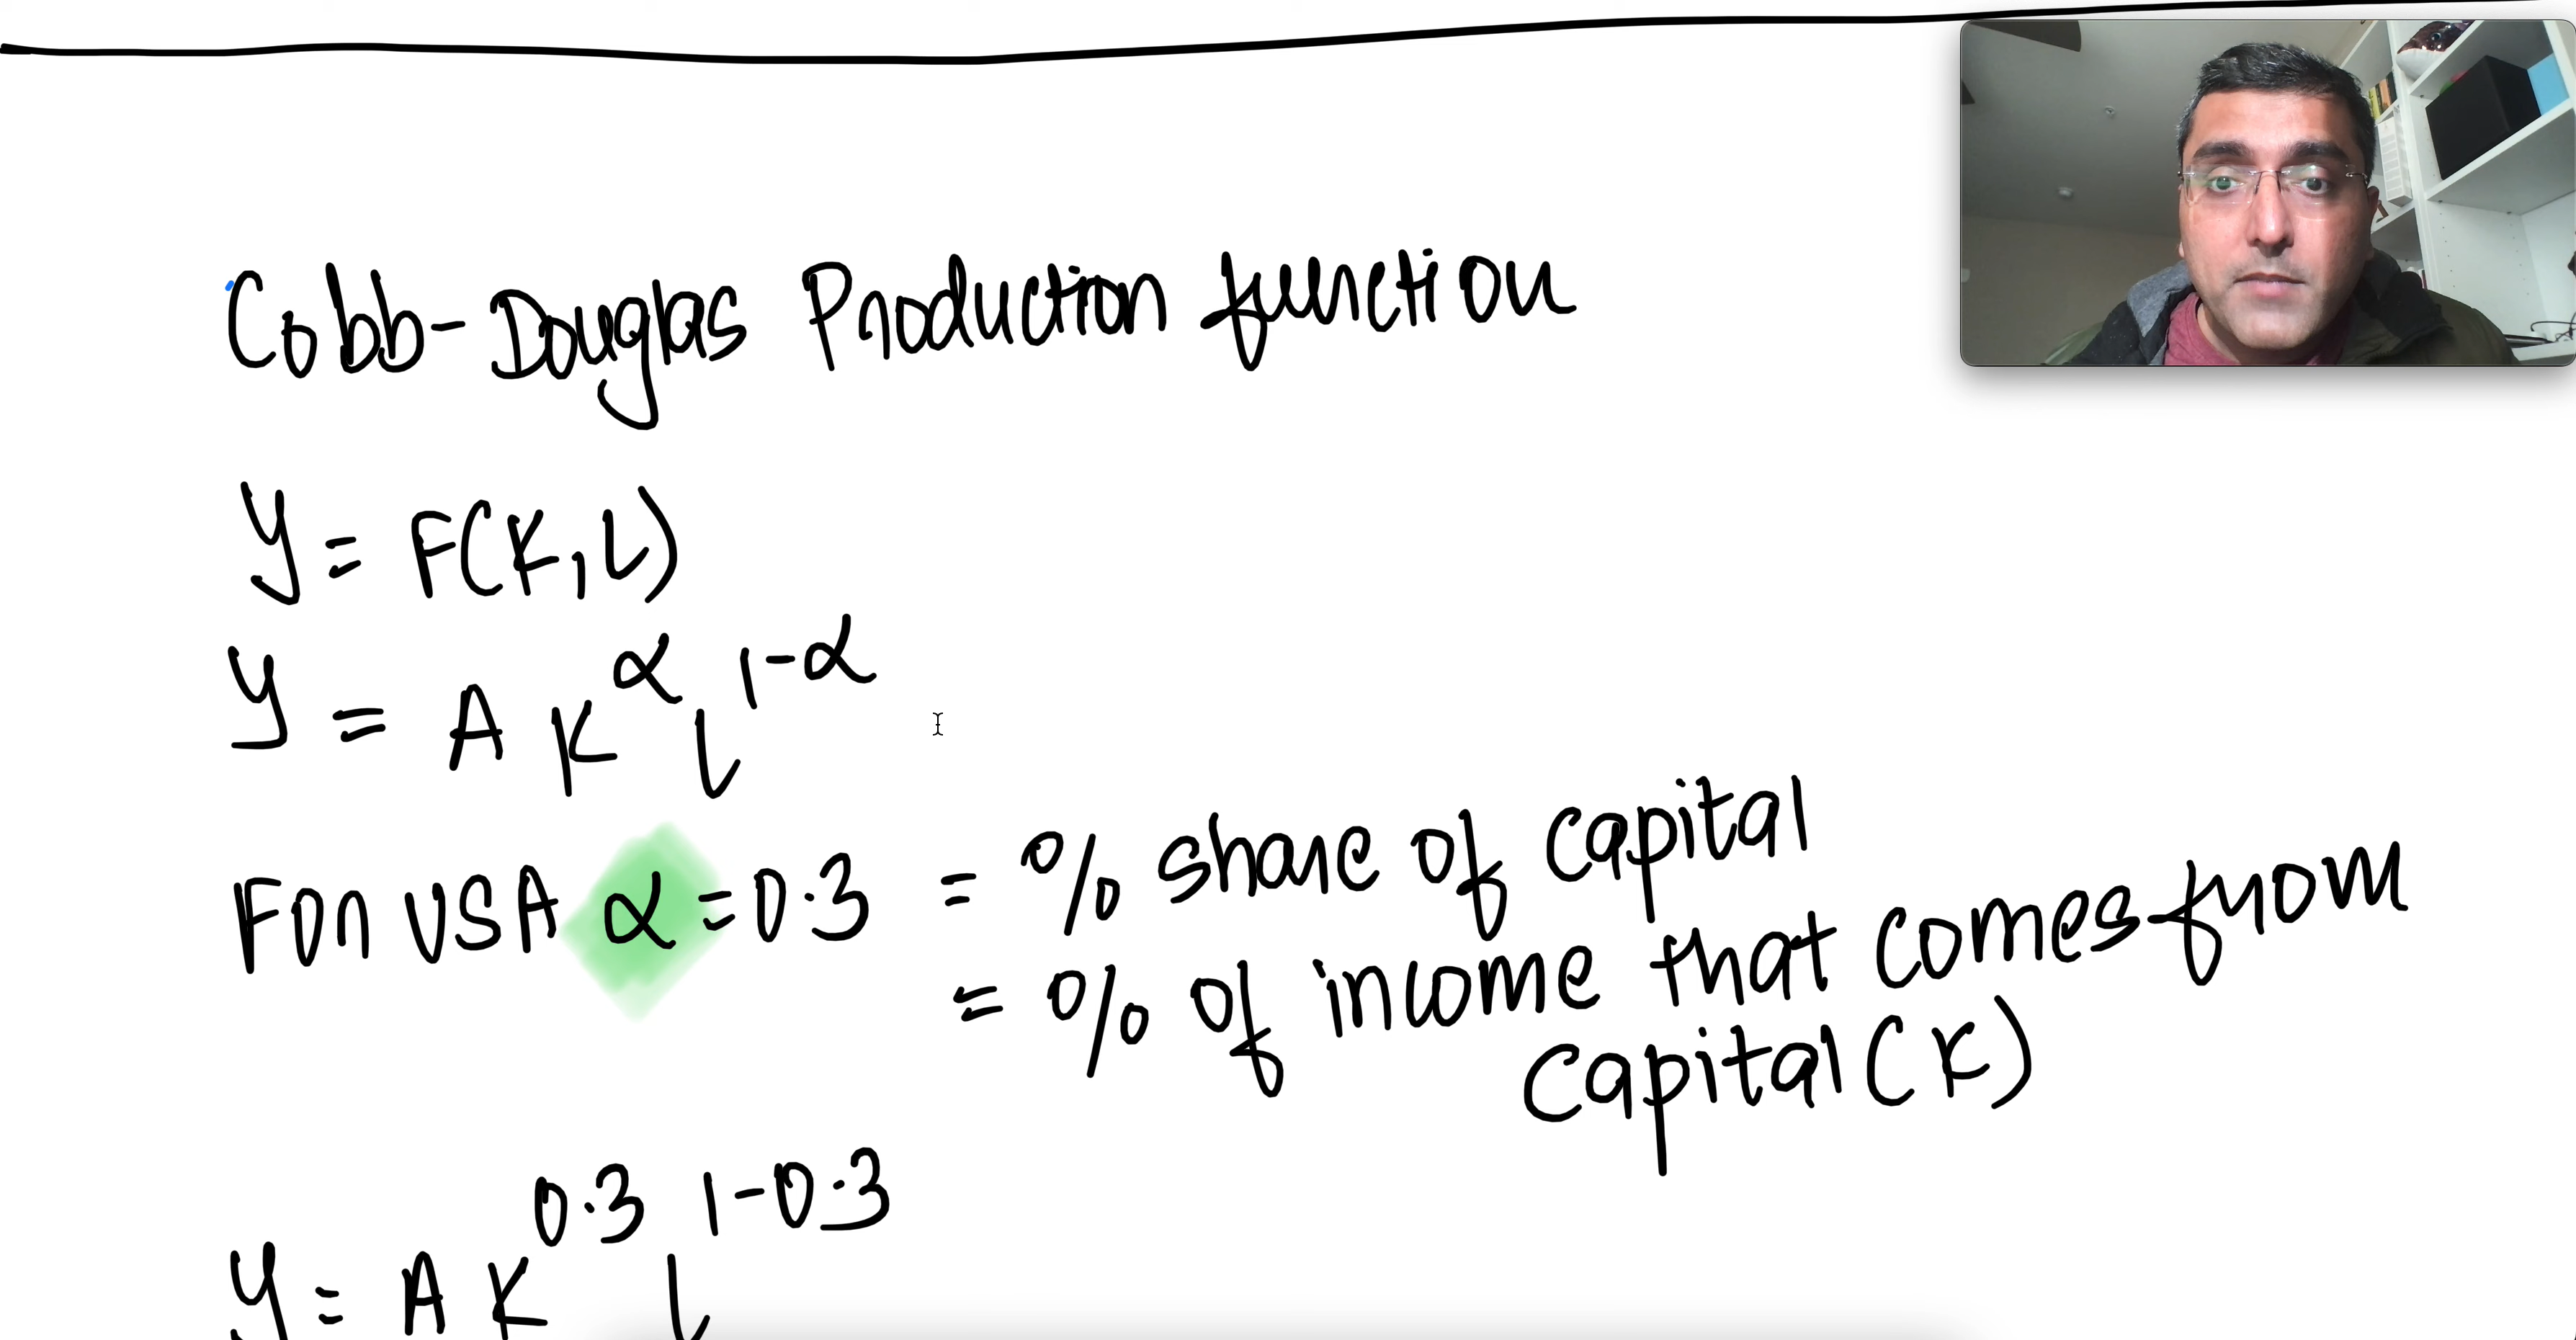 Cobb-Douglas Production function
Y = F(K,L)
Y = A K^α L^1-α
For USA α = 0.3 = % share of capital
= % of income that comes from
Capital (K)
Y = A K^0.3 L^1-0.3